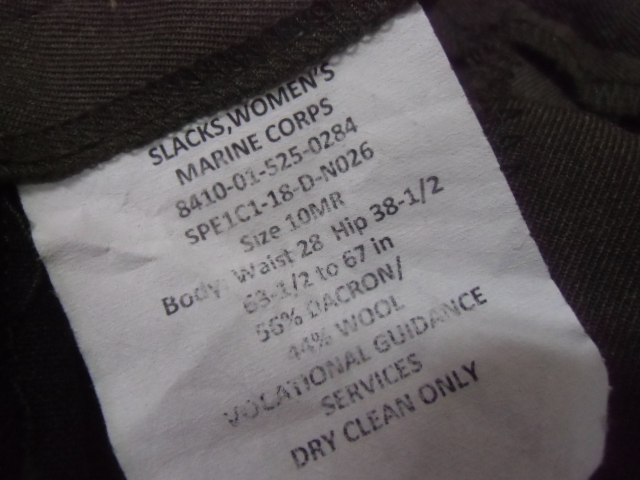 SLACKS,WOMEN'S
MARINE CORPS
8410-01-525-0284
SPE1C1-18-D-N026
Size 10MR
Body: Waist 28 Hip 38-1/2
63-1/2 to 67 in
56% DACRON/
44% WOOL
VOCATIONAL GUIDANCE
SERVICES
DRY CLEAN ONLY